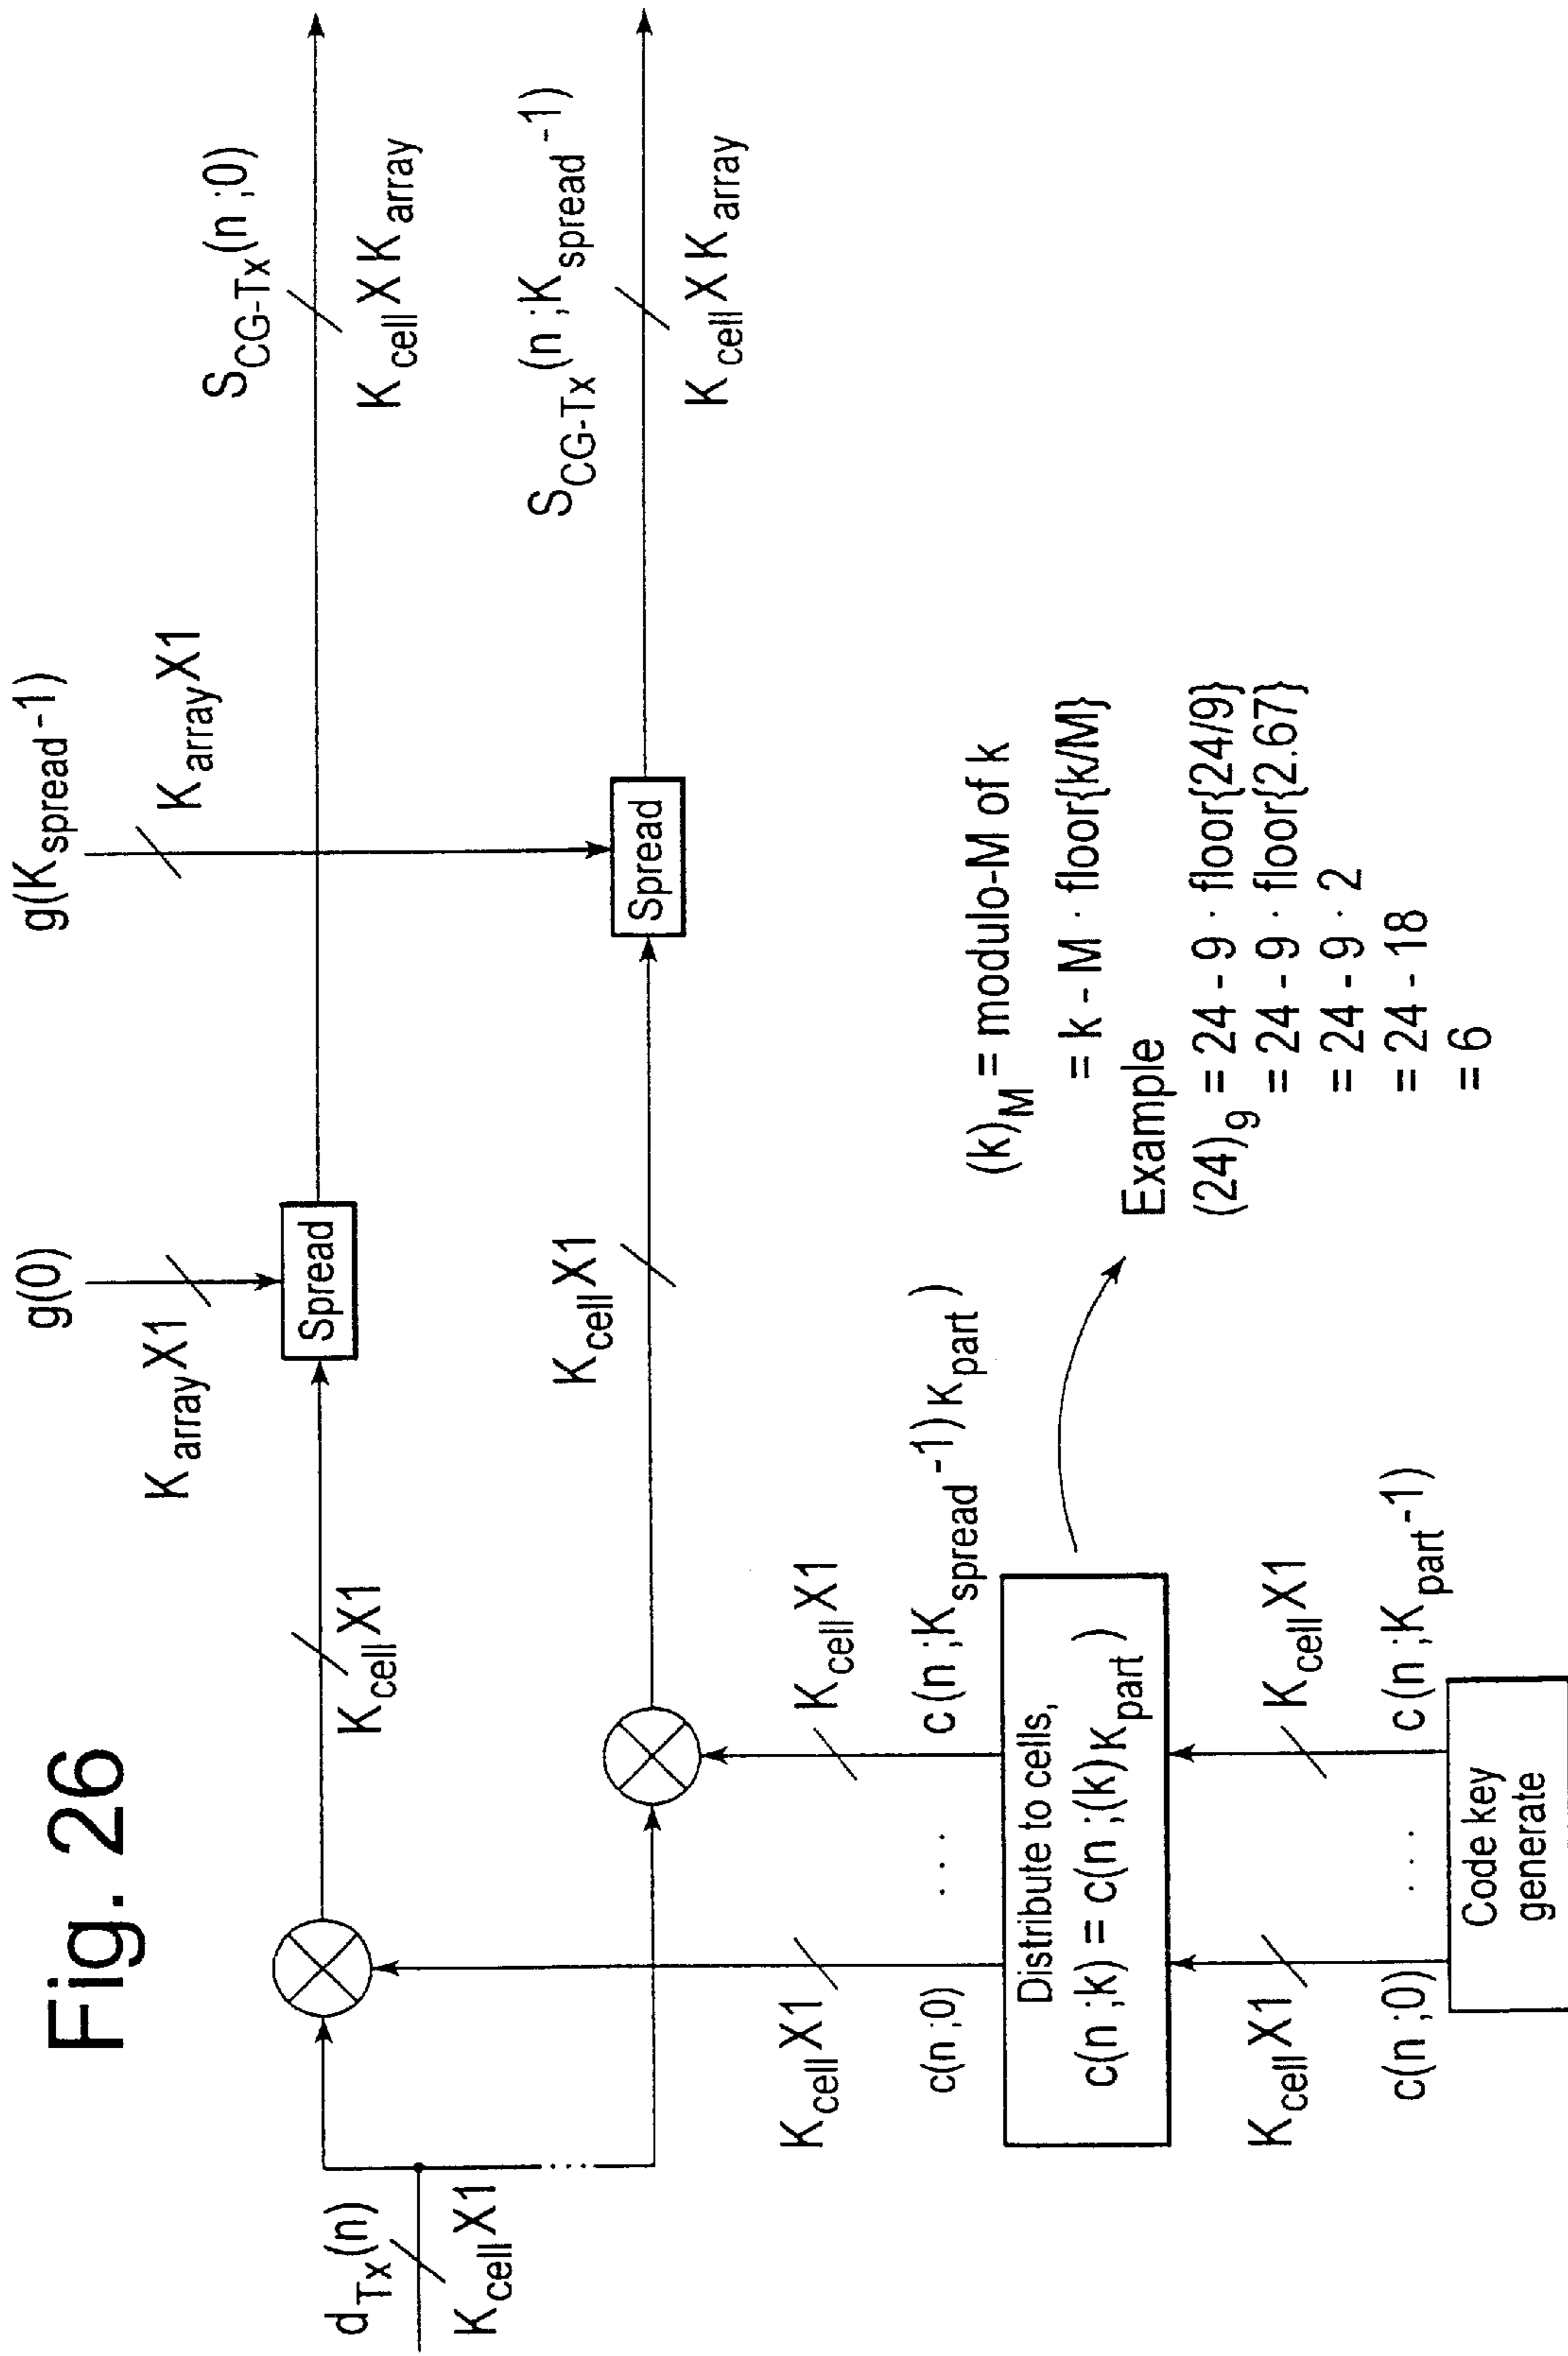 Fig. 26
d_Tx(n)
K_cell X1
K_cell X1
g(0)
K_array X1
Spread
g(K_spread -1)
K_array X1
S_CG-Tx(n ;0)
K_cell X K_array
K_cell X1
Spread
S_CG-Tx(n ;K_spread -1)
K_cell X K_array
K_cell X1
c(n ;0)
. . .
K_cell X1
c(n ;K_spread -1)K_part)
Distribute to cells,
c(n ;k) = c(n ;(k)K_part)
K_cell X1
c(n ;0)
. . .
K_cell X1
c(n ;K_part -1)
Code key
generate
(k)_M = modulo-M of k
= k - M · floor{k/M}
Example
(24)_9 = 24 - 9 · floor{24/9}
= 24 - 9 · floor{2.67}
= 24 - 9 · 2
= 24 - 18
= 6